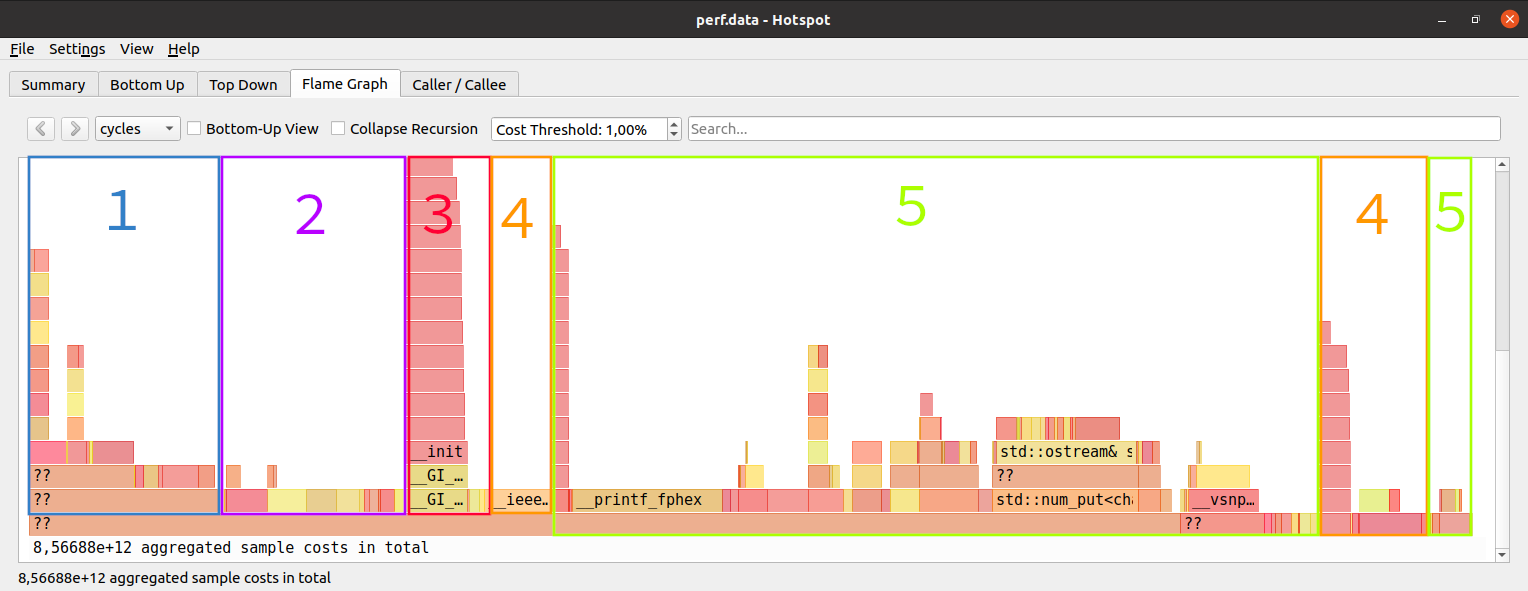 perf.data - Hotspot
File Settings View Help
Summary Bottom Up Top Down Flame Graph Caller / Callee
cycles Bottom-Up View Collapse Recursion Cost Threshold: 1,00% Search...
1 2 3 4 5 4 5
__init std::ostream& s
?? __GI_… ??
?? __GI_… __ieee… __printf_fphex std::num_put<ch __vsnp…
?? ??
8,56688e+12 aggregated sample costs in total
8,56688e+12 aggregated sample costs in total